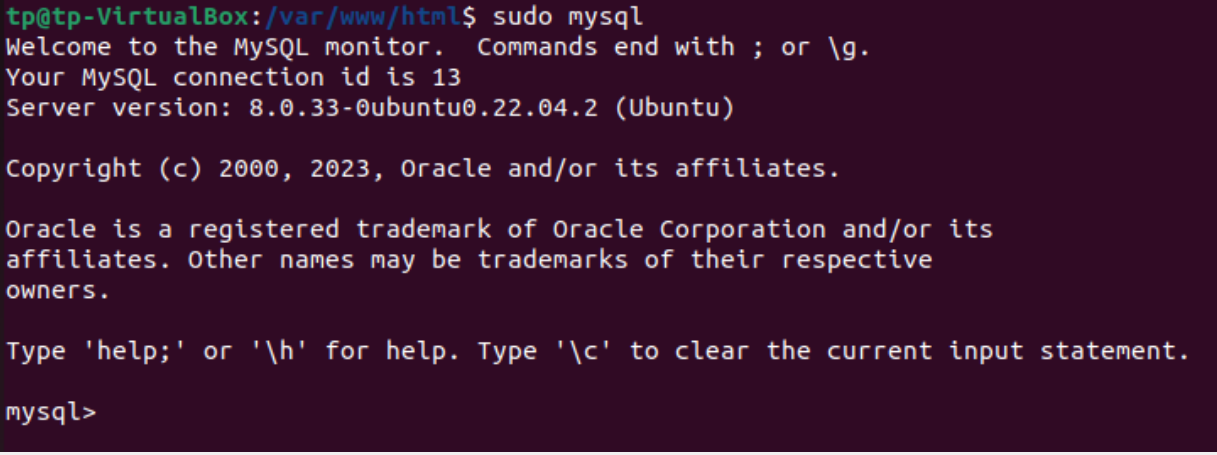 tp@tp-VirtualBox:/var/www/html$ sudo mysql
Welcome to the MySQL monitor.  Commands end with ; or \g.
Your MySQL connection id is 13
Server version: 8.0.33-0ubuntu0.22.04.2 (Ubuntu)
Copyright (c) 2000, 2023, Oracle and/or its affiliates.
Oracle is a registered trademark of Oracle Corporation and/or its
affiliates. Other names may be trademarks of their respective
owners.
Type 'help;' or '\h' for help. Type '\c' to clear the current input statement.
mysql>